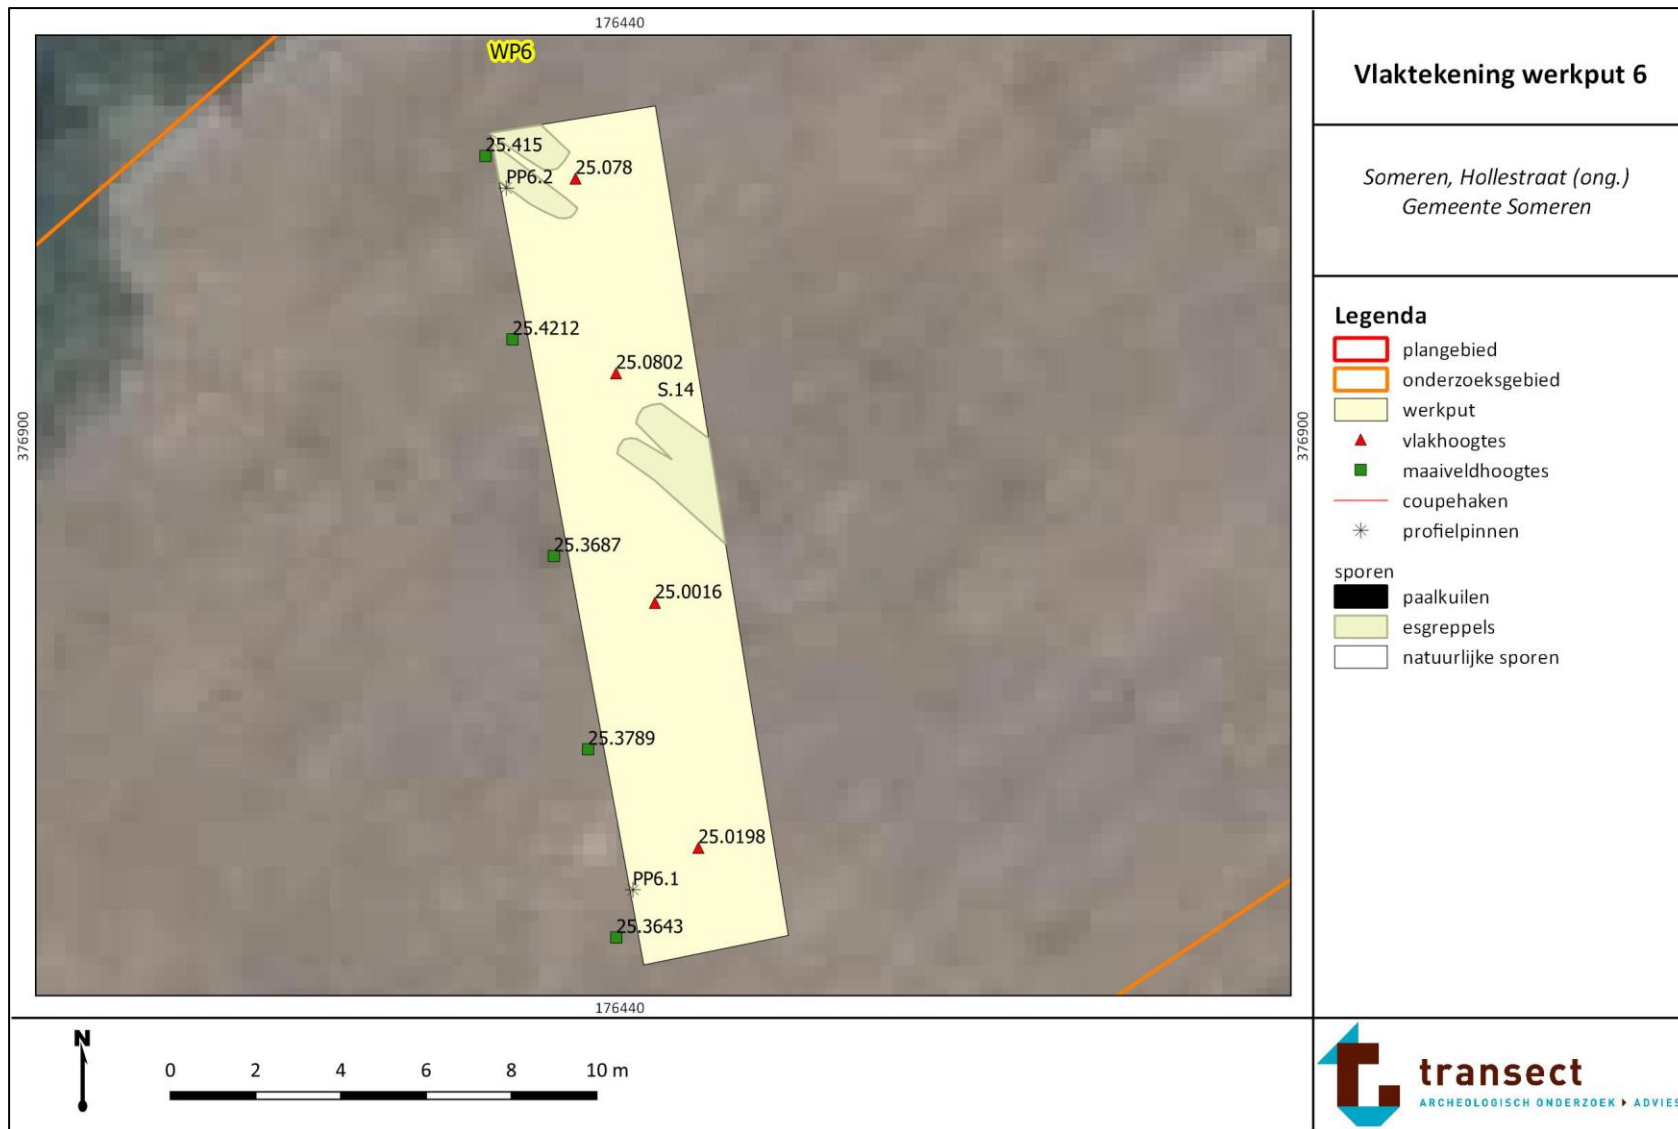 176440
WP6
25.415
25.078
PP6.2
25.4212
25.0802
S.14
376900
376900
25.3687
25.0016
25.3789
25.0198
PP6.1
25.3643
176440
N
0 2 4 6 8 10 m
Vlaktekening werkput 6
Someren, Hollestraat (ong.)
Gemeente Someren
Legenda
plangebied
onderzoeksgebied
werkput
vlakhoogtes
maaiveldhoogtes
coupehaken
profielpinnen
sporen
paalkuilen
esgreppels
natuurlijke sporen
transect
ARCHEOLOGISCH ONDERZOEK ▸ ADVIES